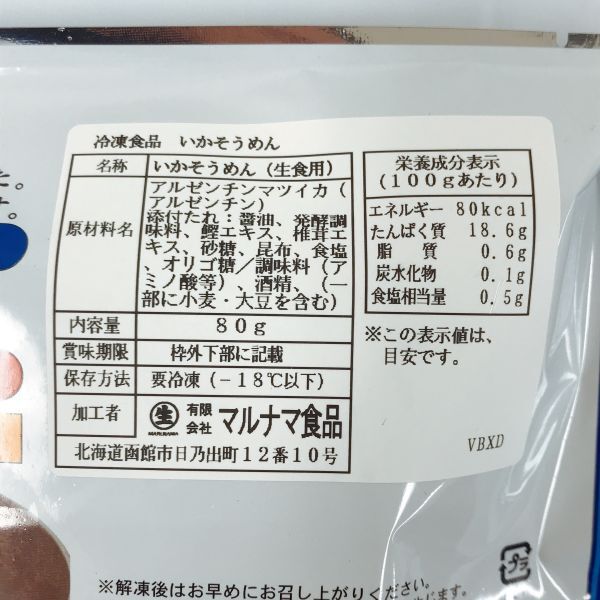 た。
す。
冷凍食品 いかそうめん
名称 いかそうめん（生食用）
原材料名
アルゼンチンマツイカ（
アルゼンチン）
添付たれ：醤油、発酵調
味料、鰹エキス、椎茸エ
キス、砂糖、昆布、食塩
、オリゴ糖／調味料（ア
ミノ酸等）、酒精、（一
部に小麦・大豆を含む）
内容量 80g
賞味期限 枠外下部に記載
保存方法 要冷凍（－18℃以下）
加工者 生 MARUNAMA 有限会社 マルナマ食品
北海道函館市日乃出町12番10号
栄養成分表示
（100gあたり）
エネルギー 80kcal
たんぱく質 18.6g
脂質 0.6g
炭水化物 0.1g
食塩相当量 0.5g
※この表示値は、
目安です。
VBXD
プラ
※解凍後はお早めにお召し上がりください。